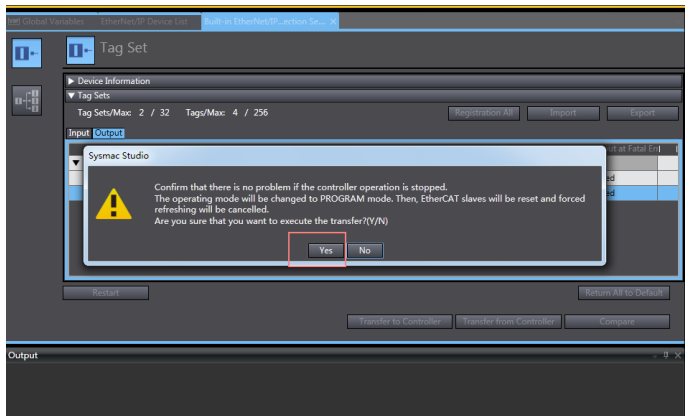 Global Variables EtherNet/IP Device List Built-in EtherNet/IP...ection Se... ×
Tag Set
Device Information
Tag Sets
Tag Sets/Max: 2 / 32 Tags/Max: 4 / 256
Registration All Import Export
Input Output
ut at Fatal Er
Sysmac Studio
Confirm that there is no problem if the controller operation is stopped.
The operating mode will be changed to PROGRAM mode. Then, EtherCAT slaves will be reset and forced
refreshing will be cancelled.
Are you sure that you want to execute the transfer?(Y/N)
ed
ed
Yes No
Restart Return All to Default
Transfer to Controller Transfer from Controller Compare
Output